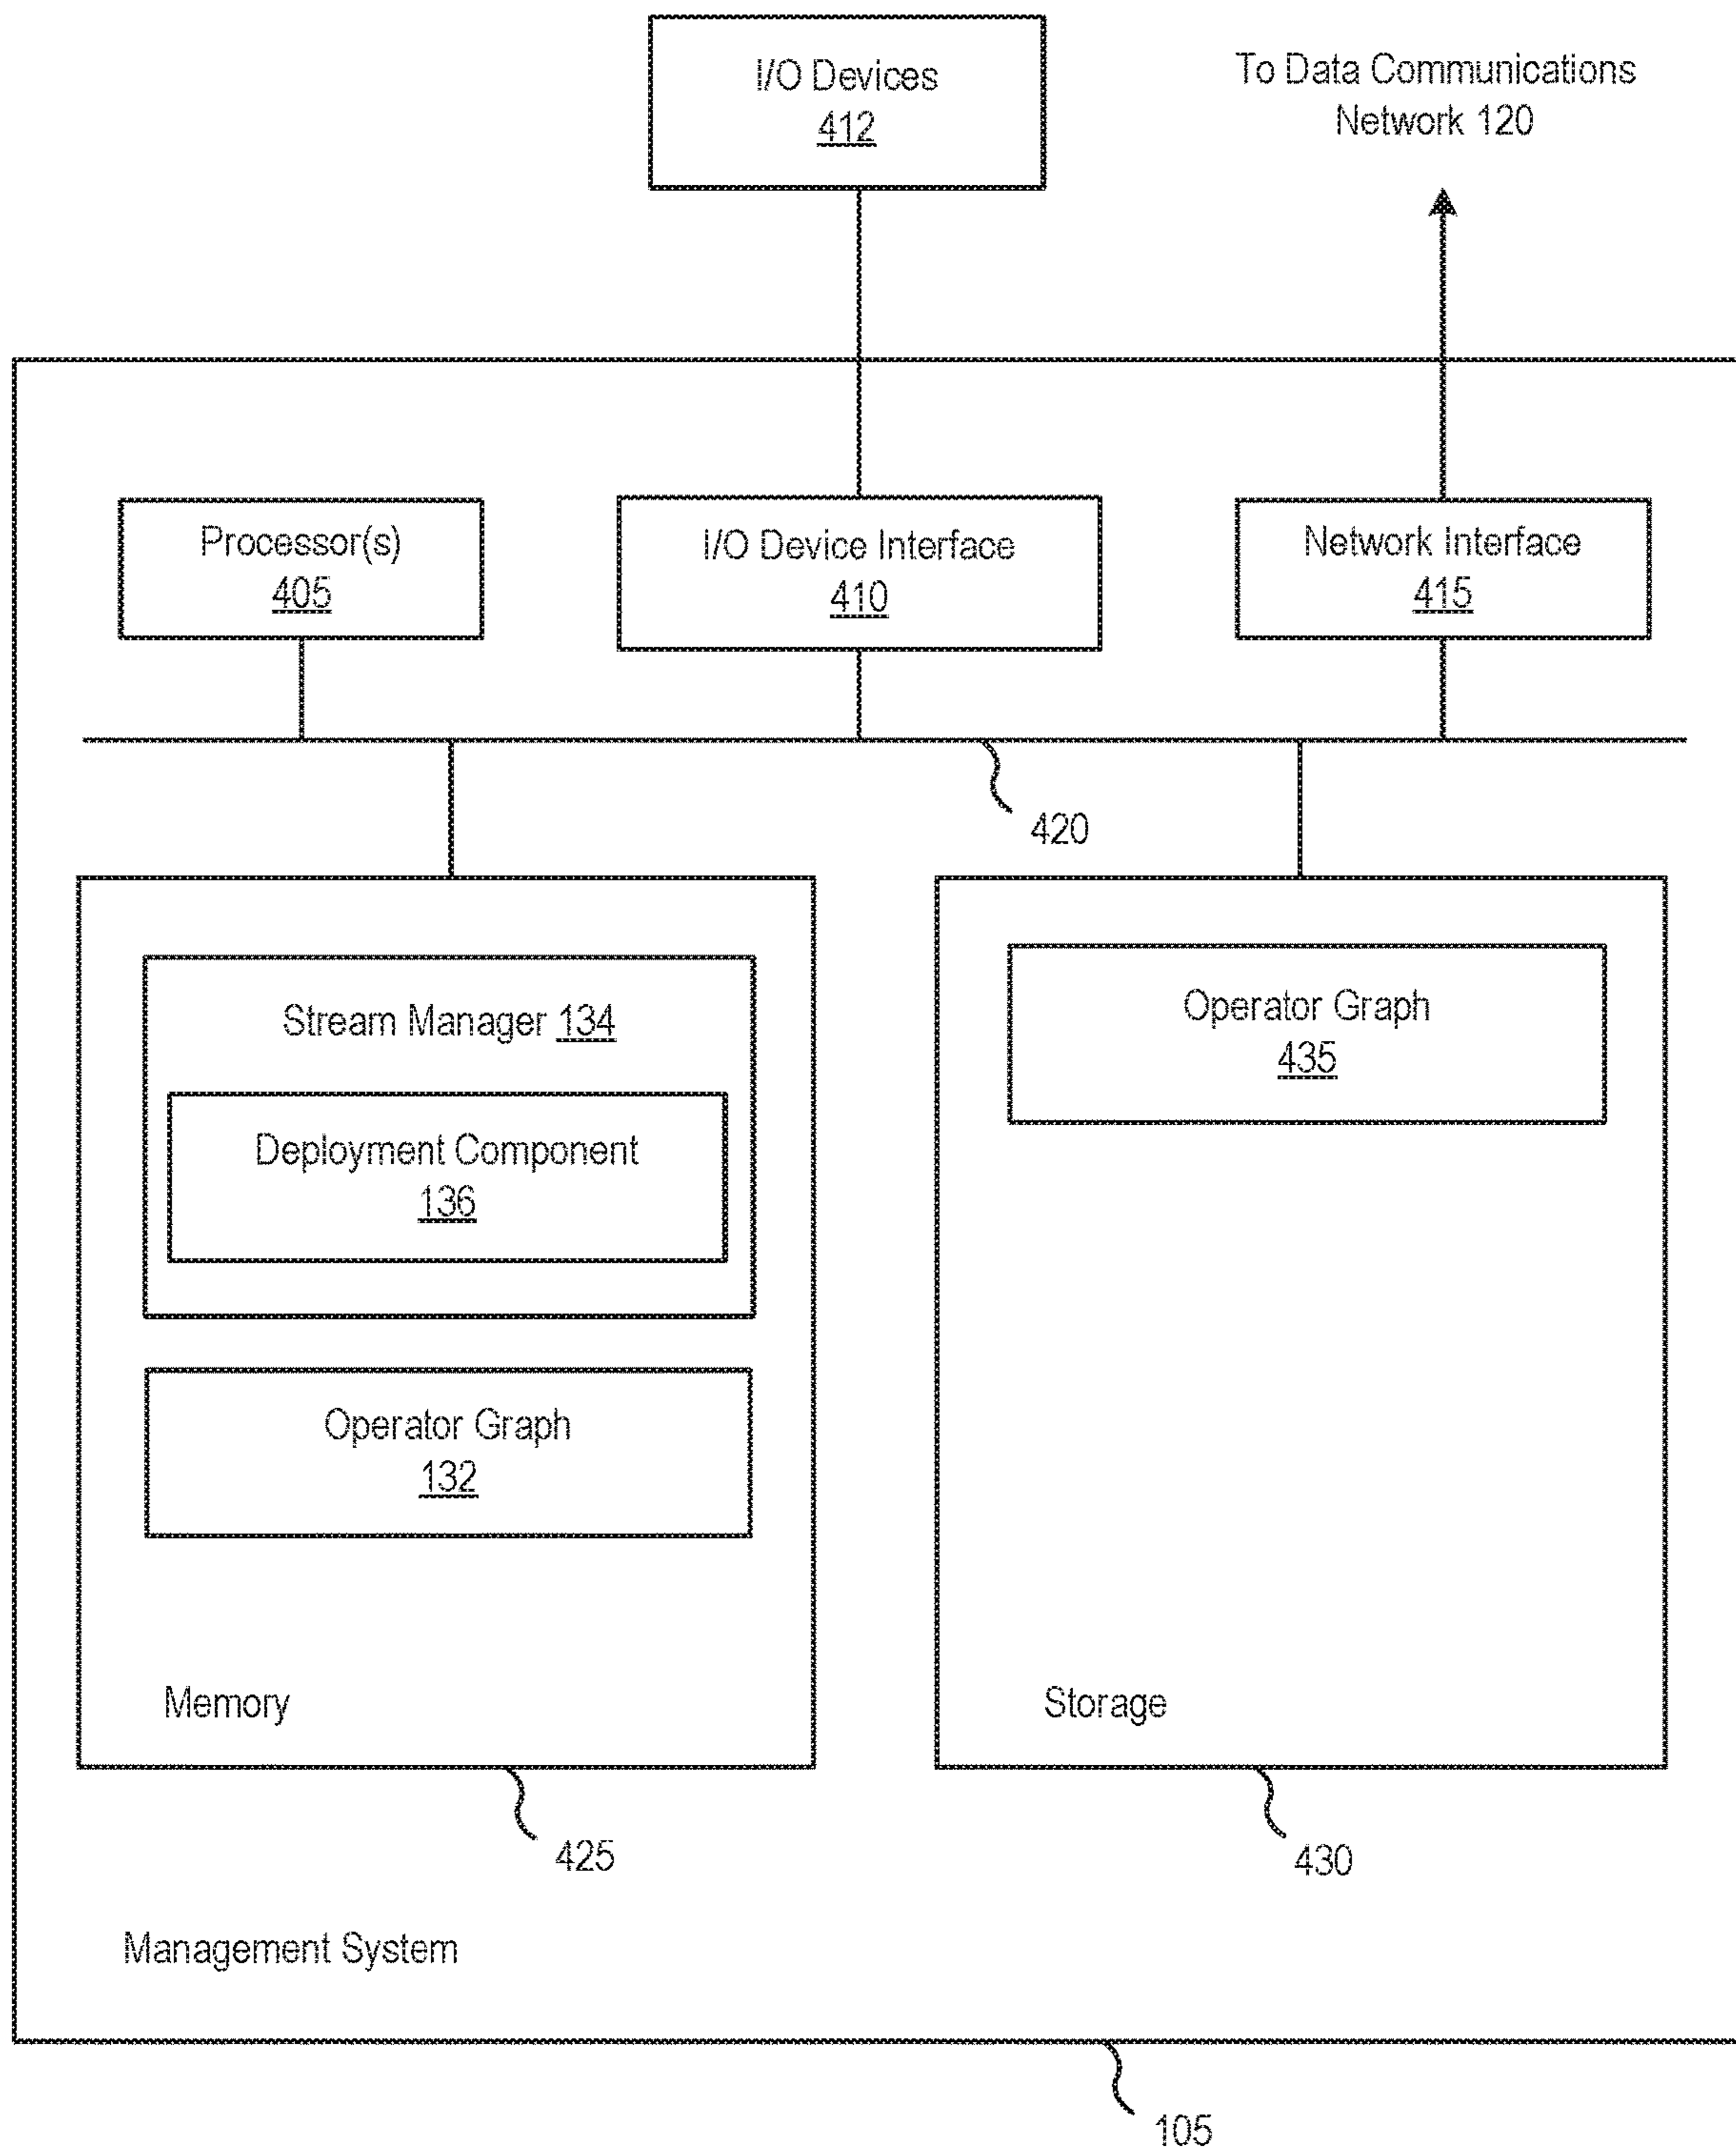 I/O Devices
412
To Data Communications
Network 120
Processor(s)
405
I/O Device Interface
410
Network Interface
415
420
Stream Manager 134
Deployment Component
136
Operator Graph
132
Memory
425
Operator Graph
435
Storage
430
Management System
105